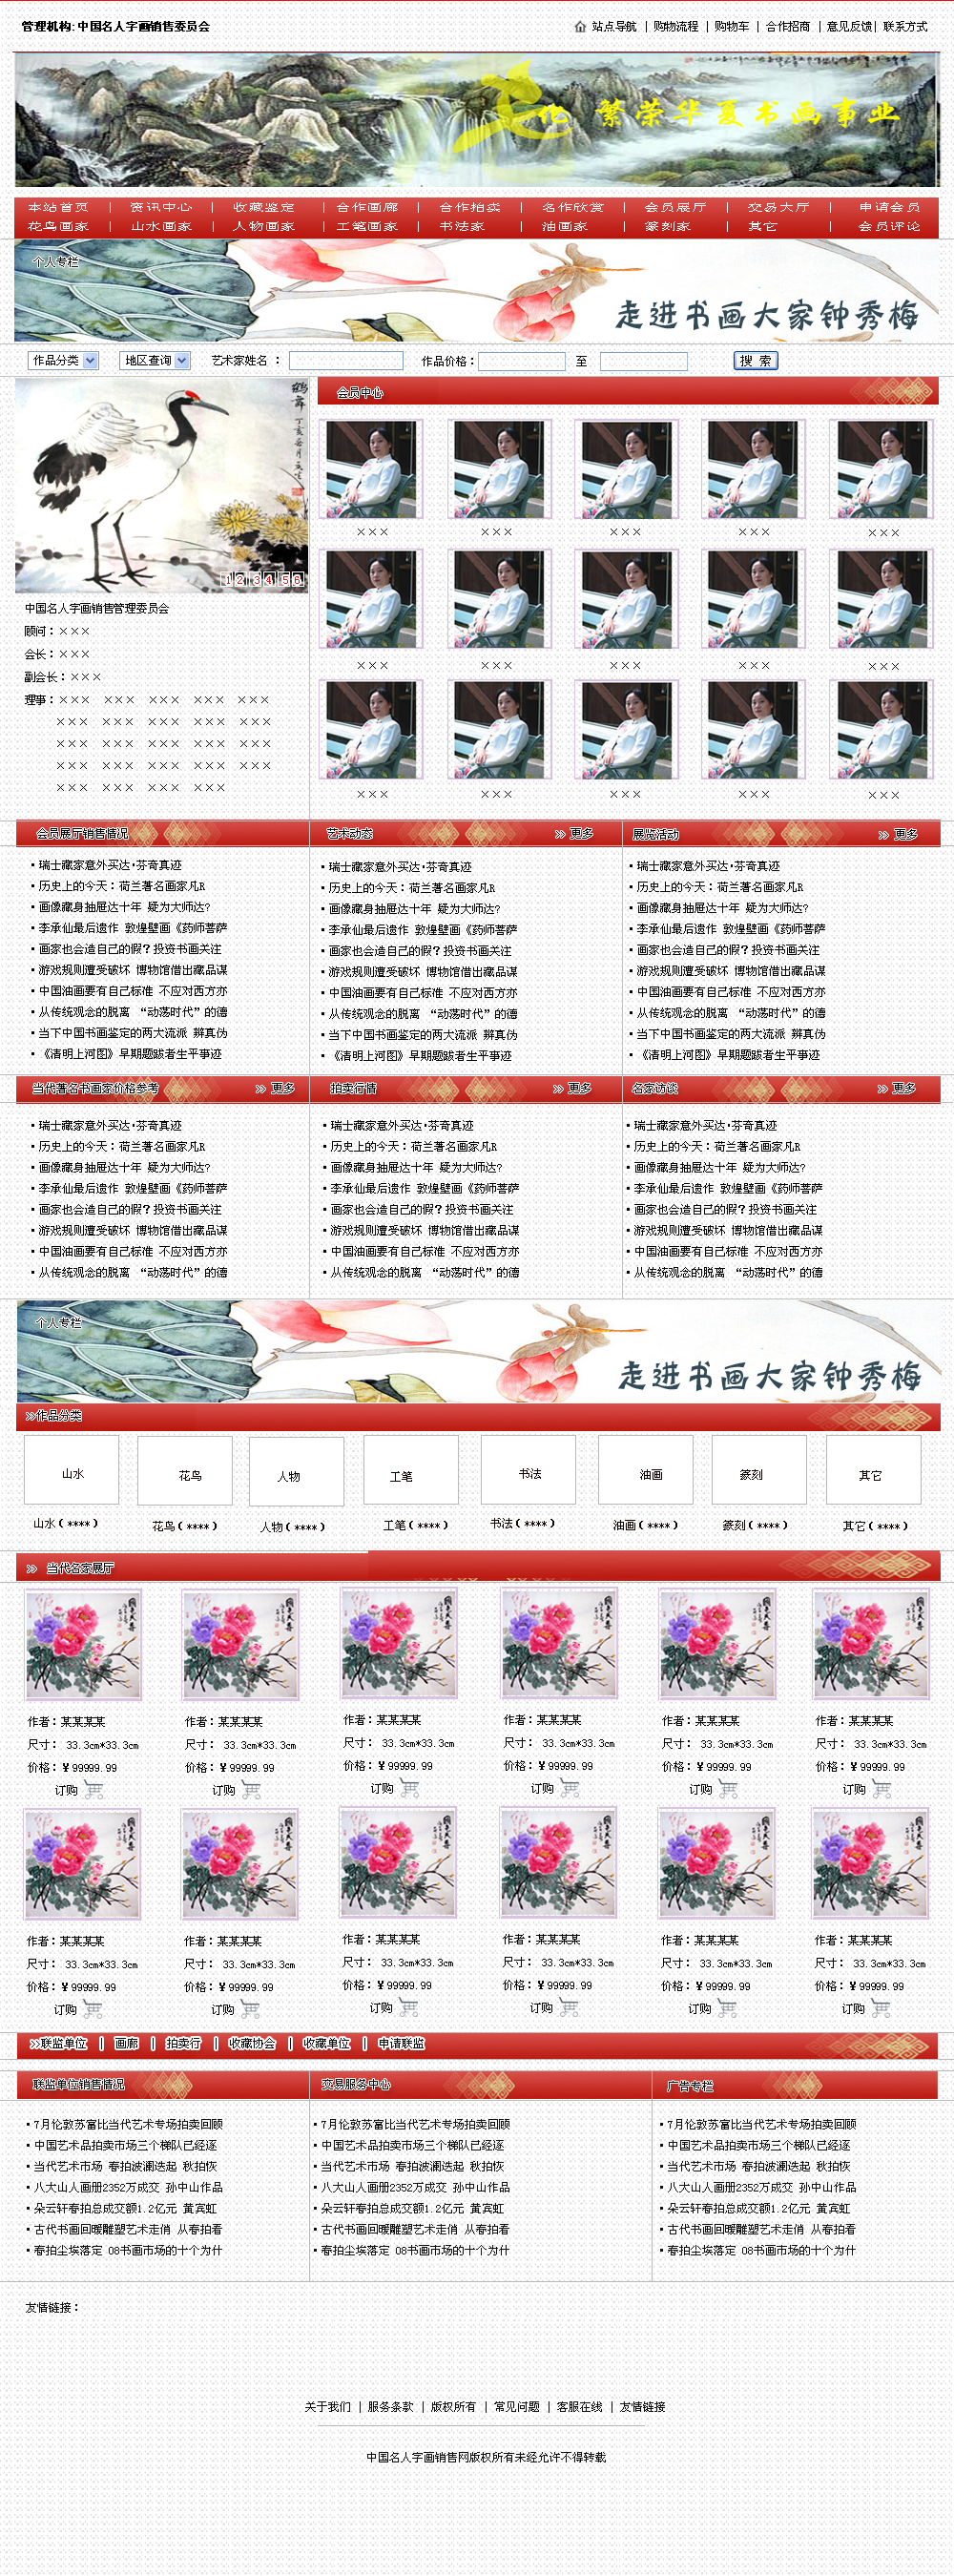 管理机构:中国名人字画销售委员会
站点导航 | 购物流程 | 购物车 | 合作招商 | 意见反馈| 联系方式
繁荣华夏书画事业
本站首页 | 资讯中心 | 收藏鉴定 | 合作画廊 | 合作拍卖 | 名作欣赏 | 会员展厅 | 交易大厅 | 申请会员
花鸟画家 | 山水画家 | 人物画家 | 工笔画家 | 书法家 | 油画家 | 篆刻家 | 其它 | 会员评论
个人专栏
走进书画大家钟秀梅
作品分类 地区查询 艺术家姓名 : 作品价格: 至 搜 索
鹤舞
1 2 3 4 5 6
中国名人字画销售管理委员会
顾问:×××
会长:×××
副会长:×××
理事:××× ××× ××× ××× ×××
××× ××× ××× ××× ×××
××× ××× ××× ××× ×××
××× ××× ××× ××× ×××
××× ××× ××× ×××
会员中心
××× ××× ××× ××× ×××
××× ××× ××× ××× ×××
××× ××× ××× ××× ×××
会员展厅销售情况
▪瑞士藏家意外买达·芬奇真迹
▪历史上的今天:荷兰著名画家凡R
▪画像藏身抽屉达十年 疑为大师达?
▪李承仙最后遗作 敦煌壁画《药师菩萨
▪画家也会造自己的假?投资书画关注
▪游戏规则遭受破坏 博物馆借出藏品谋
▪中国油画要有自己标准 不应对西方亦
▪从传统观念的脱离 “动荡时代”的德
▪当下中国书画鉴定的两大流派 辨真伪
▪《清明上河图》早期题跋者生平事迹
艺术动态 >> 更多
▪瑞士藏家意外买达·芬奇真迹
▪历史上的今天:荷兰著名画家凡R
▪画像藏身抽屉达十年 疑为大师达?
▪李承仙最后遗作 敦煌壁画《药师菩萨
▪画家也会造自己的假?投资书画关注
▪游戏规则遭受破坏 博物馆借出藏品谋
▪中国油画要有自己标准 不应对西方亦
▪从传统观念的脱离 “动荡时代”的德
▪当下中国书画鉴定的两大流派 辨真伪
▪《清明上河图》早期题跋者生平事迹
展览活动 >> 更多
▪瑞士藏家意外买达·芬奇真迹
▪历史上的今天:荷兰著名画家凡R
▪画像藏身抽屉达十年 疑为大师达?
▪李承仙最后遗作 敦煌壁画《药师菩萨
▪画家也会造自己的假?投资书画关注
▪游戏规则遭受破坏 博物馆借出藏品谋
▪中国油画要有自己标准 不应对西方亦
▪从传统观念的脱离 “动荡时代”的德
▪当下中国书画鉴定的两大流派 辨真伪
▪《清明上河图》早期题跋者生平事迹
当代著名书画家价格参考 >> 更多
▪瑞士藏家意外买达·芬奇真迹
▪历史上的今天:荷兰著名画家凡R
▪画像藏身抽屉达十年 疑为大师达?
▪李承仙最后遗作 敦煌壁画《药师菩萨
▪画家也会造自己的假?投资书画关注
▪游戏规则遭受破坏 博物馆借出藏品谋
▪中国油画要有自己标准 不应对西方亦
▪从传统观念的脱离 “动荡时代”的德
拍卖行情 >> 更多
▪瑞士藏家意外买达·芬奇真迹
▪历史上的今天:荷兰著名画家凡R
▪画像藏身抽屉达十年 疑为大师达?
▪李承仙最后遗作 敦煌壁画《药师菩萨
▪画家也会造自己的假?投资书画关注
▪游戏规则遭受破坏 博物馆借出藏品谋
▪中国油画要有自己标准 不应对西方亦
▪从传统观念的脱离 “动荡时代”的德
名家访谈 >> 更多
▪瑞士藏家意外买达·芬奇真迹
▪历史上的今天:荷兰著名画家凡R
▪画像藏身抽屉达十年 疑为大师达?
▪李承仙最后遗作 敦煌壁画《药师菩萨
▪画家也会造自己的假?投资书画关注
▪游戏规则遭受破坏 博物馆借出藏品谋
▪中国油画要有自己标准 不应对西方亦
▪从传统观念的脱离 “动荡时代”的德
个人专栏
走进书画大家钟秀梅
>>作品分类
山水 花鸟 人物 工笔 书法 油画 篆刻 其它
山水(****) 花鸟(****) 人物(****) 工笔(****) 书法(****) 油画(****) 篆刻(****) 其它(****)
>> 当代名家展厅
作者:某某某某 作者:某某某某 作者:某某某某 作者:某某某某 作者:某某某某 作者:某某某某
尺寸: 33.3cm*33.3cm 尺寸: 33.3cm*33.3cm 尺寸: 33.3cm*33.3cm 尺寸: 33.3cm*33.3cm 尺寸: 33.3cm*33.3cm 尺寸: 33.3cm*33.3cm
价格:¥99999.99 价格:¥99999.99 价格:¥99999.99 价格:¥99999.99 价格:¥99999.99 价格:¥99999.99
订购 订购 订购 订购 订购 订购
作者:某某某某 作者:某某某某 作者:某某某某 作者:某某某某 作者:某某某某 作者:某某某某
尺寸: 33.3cm*33.3cm 尺寸: 33.3cm*33.3cm 尺寸: 33.3cm*33.3cm 尺寸: 33.3cm*33.3cm 尺寸: 33.3cm*33.3cm 尺寸: 33.3cm*33.3cm
价格:¥99999.99 价格:¥99999.99 价格:¥99999.99 价格:¥99999.99 价格:¥99999.99 价格:¥99999.99
订购 订购 订购 订购 订购 订购
>>联监单位 | 画廊 | 拍卖行 | 收藏协会 | 收藏单位 | 申请联监
联监单位销售情况
▪7月伦敦苏富比当代艺术专场拍卖回顾
▪中国艺术品拍卖市场三个梯队已经逐
▪当代艺术市场 春拍波澜迭起 秋拍恢
▪八大山人画册2352万成交 孙中山作品
▪朵云轩春拍总成交额1.2亿元 黄宾虹
▪古代书画回暖雕塑艺术走俏 从春拍看
▪春拍尘埃落定 08书画市场的十个为什
交易服务中心
▪7月伦敦苏富比当代艺术专场拍卖回顾
▪中国艺术品拍卖市场三个梯队已经逐
▪当代艺术市场 春拍波澜迭起 秋拍恢
▪八大山人画册2352万成交 孙中山作品
▪朵云轩春拍总成交额1.2亿元 黄宾虹
▪古代书画回暖雕塑艺术走俏 从春拍看
▪春拍尘埃落定 08书画市场的十个为什
广告专栏
▪7月伦敦苏富比当代艺术专场拍卖回顾
▪中国艺术品拍卖市场三个梯队已经逐
▪当代艺术市场 春拍波澜迭起 秋拍恢
▪八大山人画册2352万成交 孙中山作品
▪朵云轩春拍总成交额1.2亿元 黄宾虹
▪古代书画回暖雕塑艺术走俏 从春拍看
▪春拍尘埃落定 08书画市场的十个为什
友情链接:
关于我们 | 服务条款 | 版权所有 | 常见问题 | 客服在线 | 友情链接
中国名人字画销售网版权所有未经允许不得转载